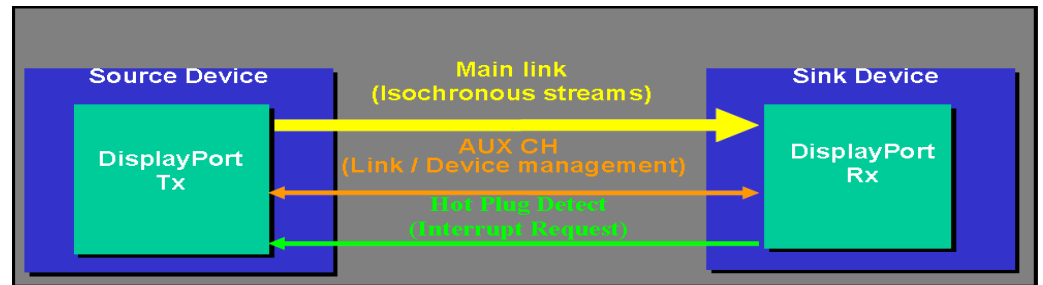 Source Device
DisplayPort
Tx
Main link
(Isochronous streams)
AUX CH
(Link / Device management)
Hot Plug Detect
(Interrupt Request)
Sink Device
DisplayPort
Rx